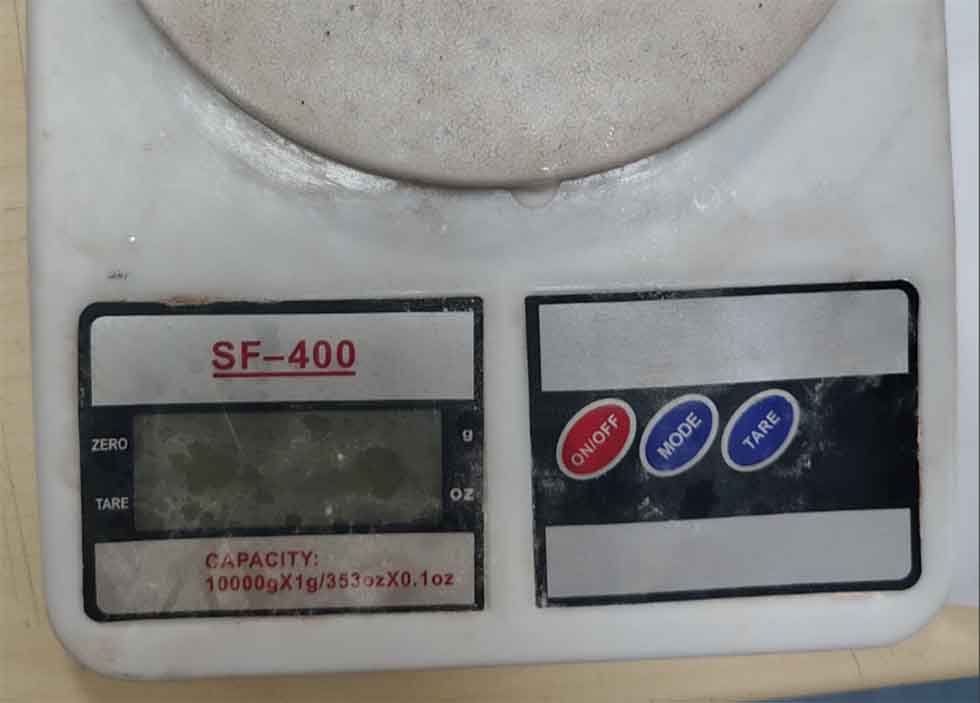 SF-400
ZERO
g
TARE
oz
CAPACITY:
10000gX1g/353ozX0.1oz
ON/OFF
MODE
TARE